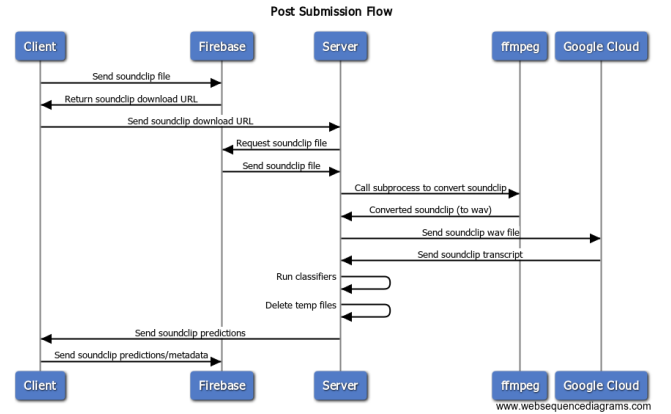 Post Submission Flow
Client
Firebase
Server
ffmpeg
Google Cloud
Send soundclip file
Return soundclip download URL
Send soundclip download URL
Request soundclip file
Send soundclip file
Call subprocess to convert soundclip
Converted soundclip (to wav)
Send soundclip wav file
Send soundclip transcript
Run classifiers
Delete temp files
Send soundclip predictions
Send soundclip predictions/metadata
Client
Firebase
Server
ffmpeg
Google Cloud
www.websequencediagrams.com